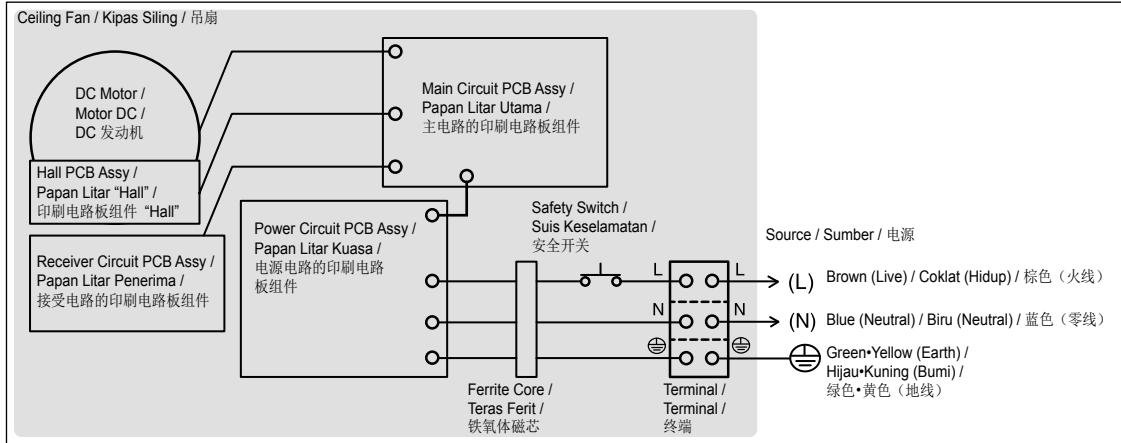 Ceiling Fan / Kipas Siling / 吊扇
DC Motor /
Motor DC /
DC 发动机
Hall PCB Assy /
Papan Litar “Hall” /
印刷电路板组件 “Hall”
Receiver Circuit PCB Assy /
Papan Litar Penerima /
接受电路的印刷电路板组件
Main Circuit PCB Assy /
Papan Litar Utama /
主电路的印刷电路板组件
Power Circuit PCB Assy /
Papan Litar Kuasa /
电源电路的印刷电路
板组件
Safety Switch /
Suis Keselamatan /
安全开关
Ferrite Core /
Teras Ferit /
铁氧体磁芯
L L
N N
Terminal /
Terminal /
终端
Source / Sumber / 电源
(L) Brown (Live) / Coklat (Hidup) / 棕色（火线）
(N) Blue (Neutral) / Biru (Neutral) / 蓝色（零线）
Green•Yellow (Earth) /
Hijau•Kuning (Bumi) /
绿色•黄色（地线）